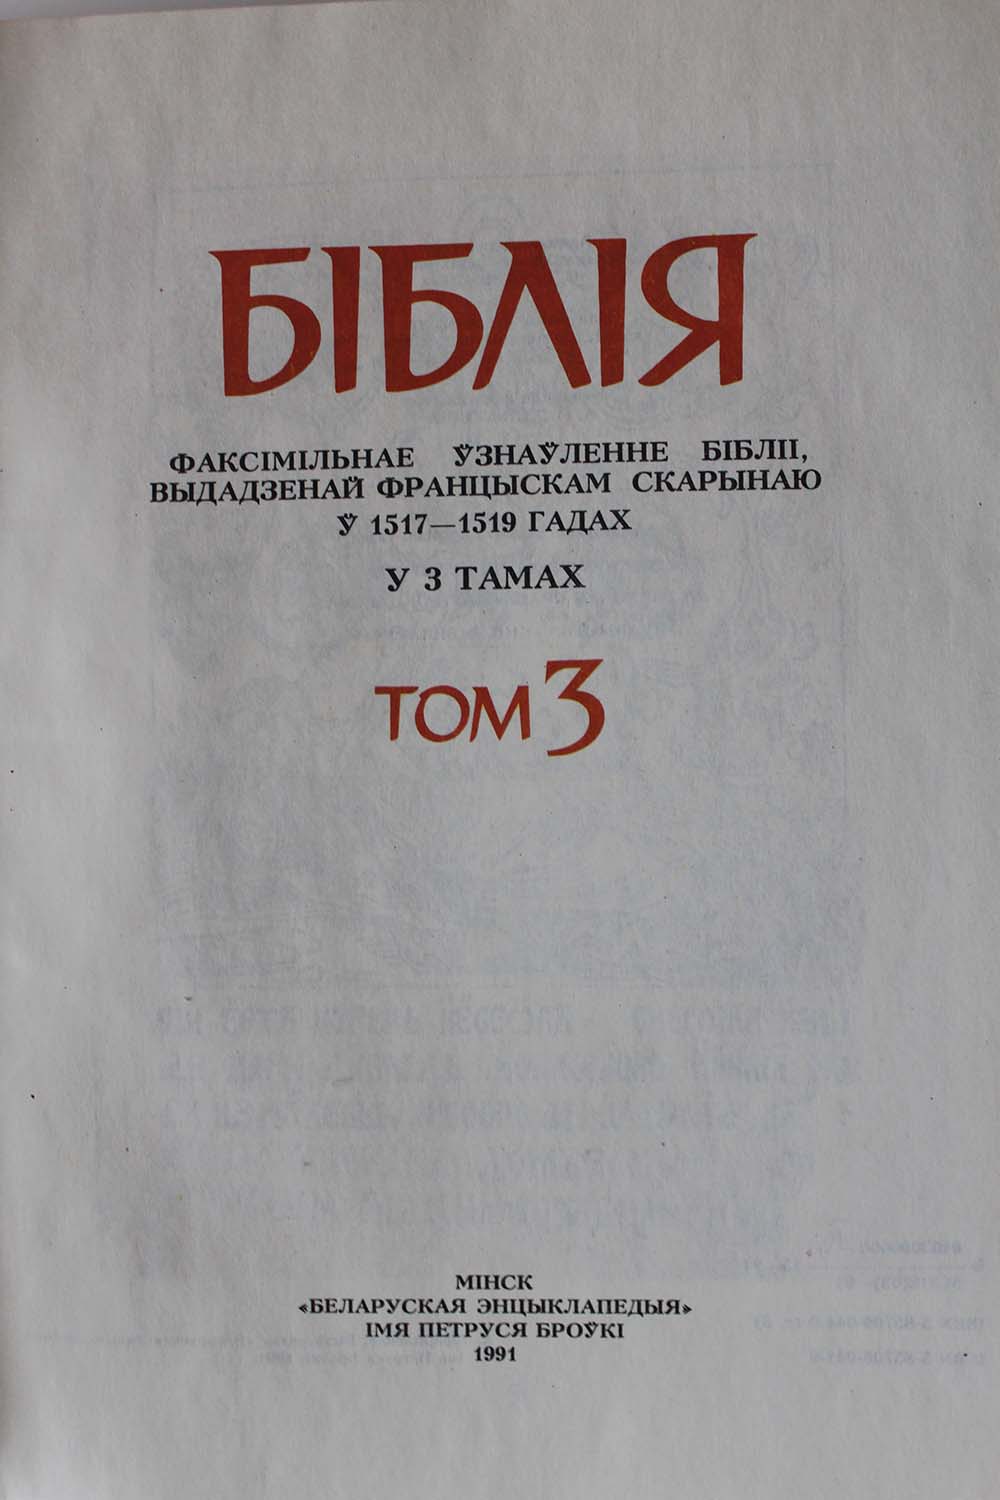 БІБЛІЯ
ФАКСІМІЛЬНАЕ ЎЗНАЎЛЕННЕ БІБЛІІ,
ВЫДАДЗЕНАЙ ФРАНЦЫСКАМ СКАРЫНАЮ
Ў 1517—1519 ГАДАХ
У 3 ТАМАХ
ТОМ 3
МІНСК
«БЕЛАРУСКАЯ ЭНЦЫКЛАПЕДЫЯ»
ІМЯ ПЕТРУСЯ БРОЎКІ
1991